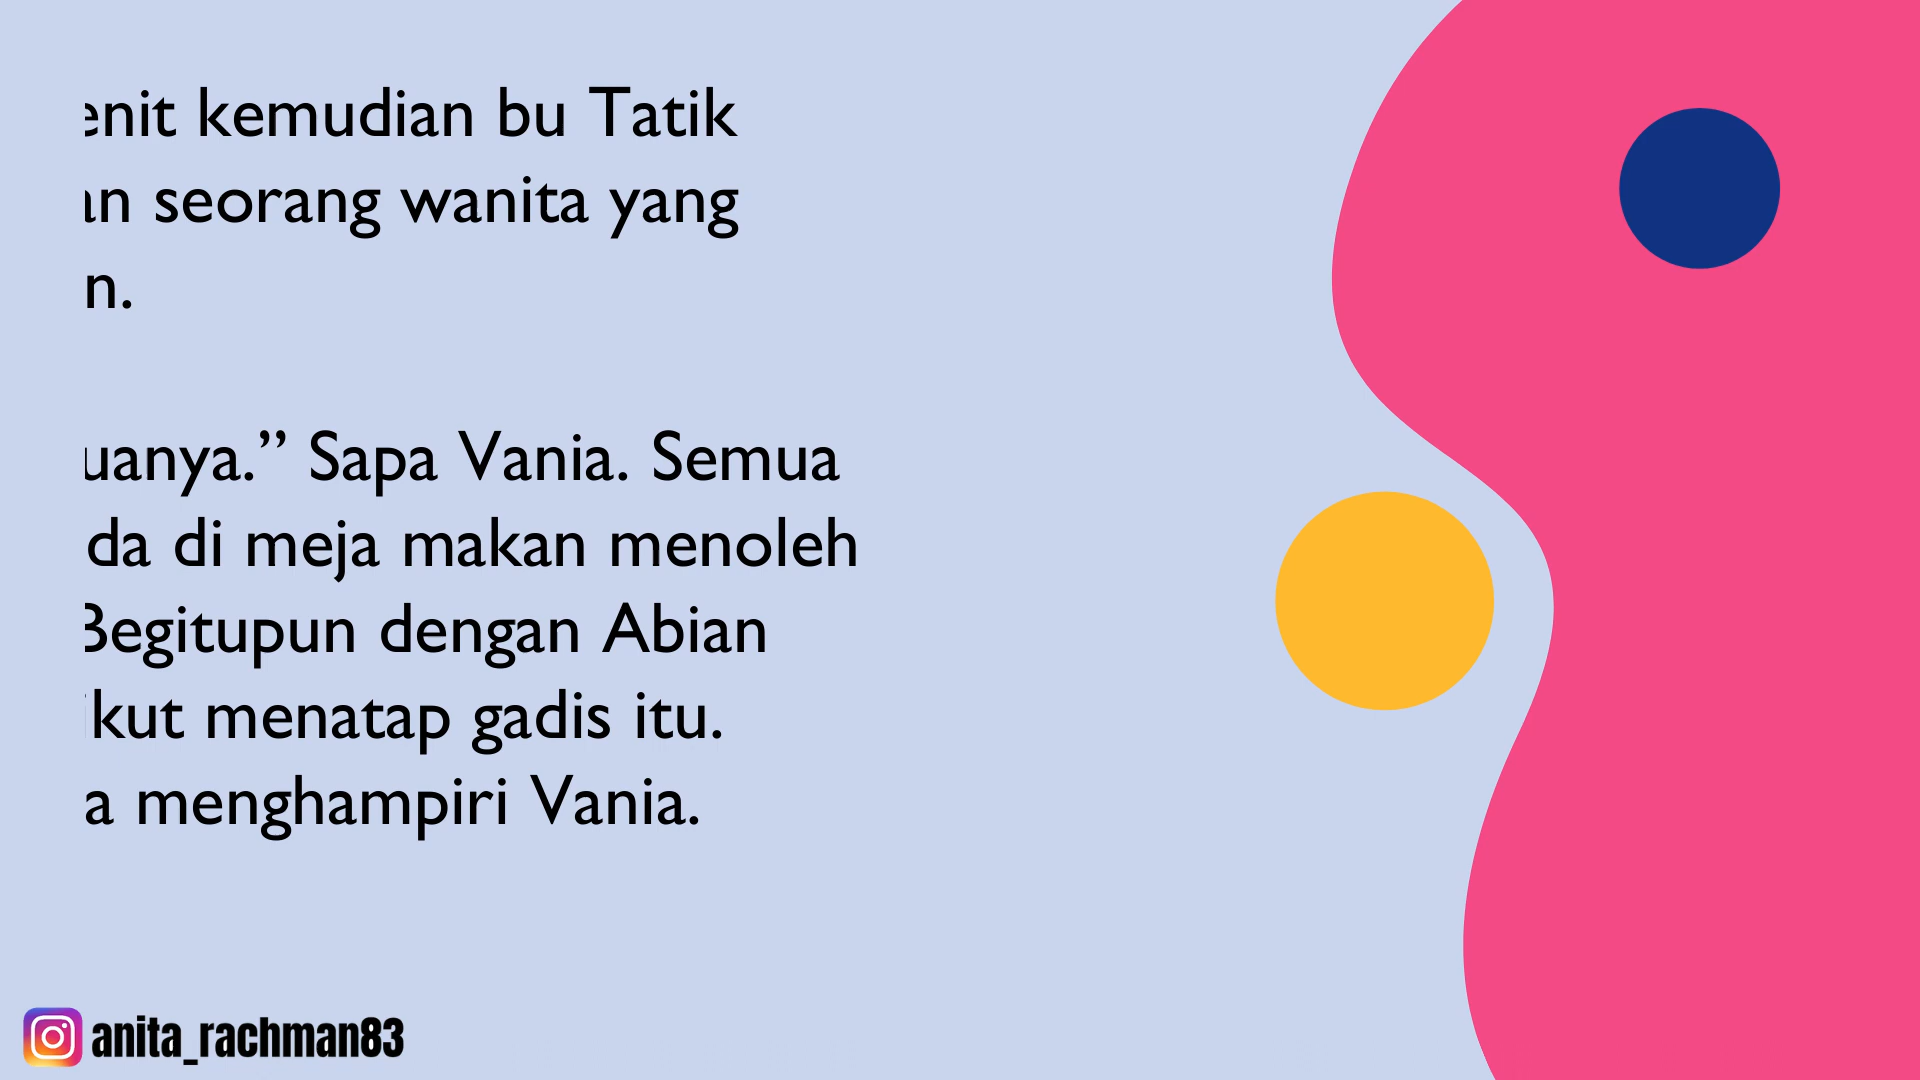 enit kemudian bu Tatik
an seorang wanita yang
n.
uanya.” Sapa Vania. Semua
da di meja makan menoleh
Begitupun dengan Abian
ikut menatap gadis itu.
a menghampiri Vania.
anita_rachman83